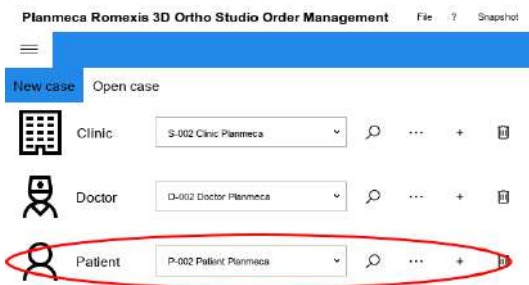 Planmeca Romexis 3D Ortho Studio Order Management File ? Snapshot
New case Open case
Clinic S-002 Clinic Planmeca ... +
Doctor D-002 Doctor Planmeca ... +
Patient P-002 Patient Planmeca ... +